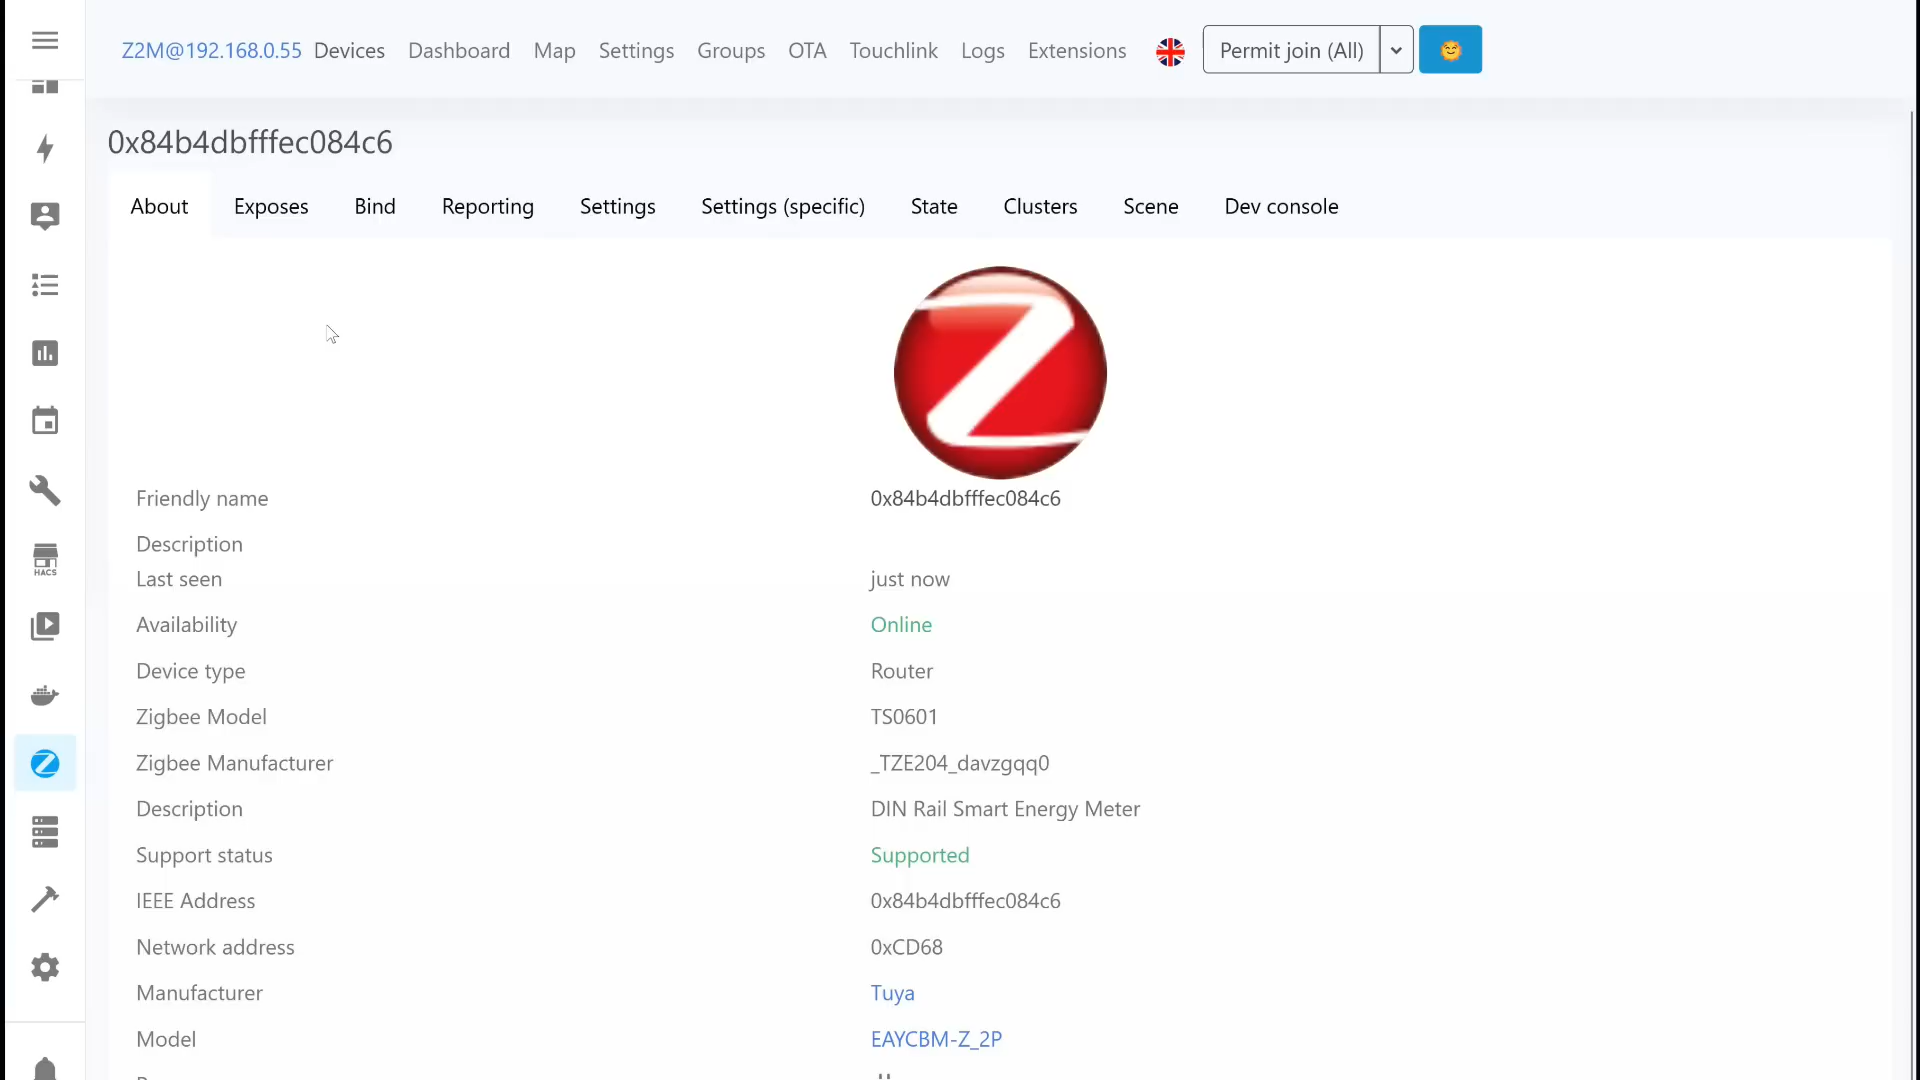 Z2M@192.168.0.55 Devices Dashboard Map Settings Groups OTA Touchlink Logs Extensions Permit join (All)
0x84b4dbfffec084c6
About Exposes Bind Reporting Settings Settings (specific) State Clusters Scene Dev console
Friendly name 0x84b4dbfffec084c6
Description
Last seen just now
Availability Online
Device type Router
Zigbee Model TS0601
Zigbee Manufacturer _TZE204_davzgqq0
Description DIN Rail Smart Energy Meter
Support status Supported
IEEE Address 0x84b4dbfffec084c6
Network address 0xCD68
Manufacturer Tuya
Model EAYCBM-Z_2P
HACS